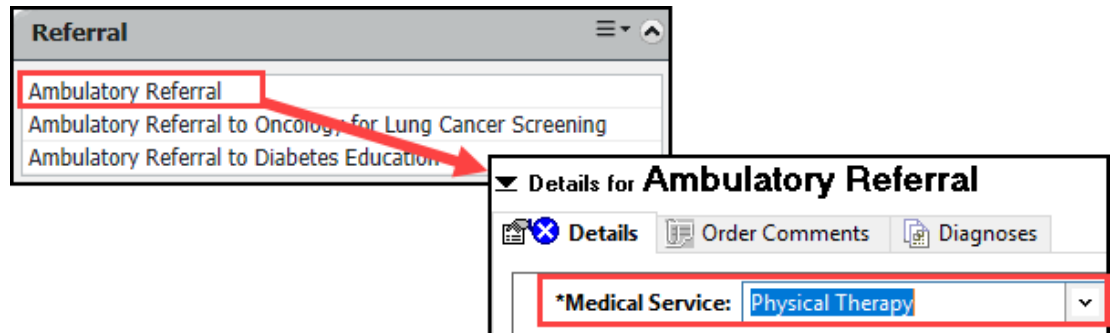 Referral
Ambulatory Referral
Ambulatory Referral to Oncology for Lung Cancer Screening
Ambulatory Referral to Diabetes Education
Details for Ambulatory Referral
Details Order Comments Diagnoses
*Medical Service: Physical Therapy